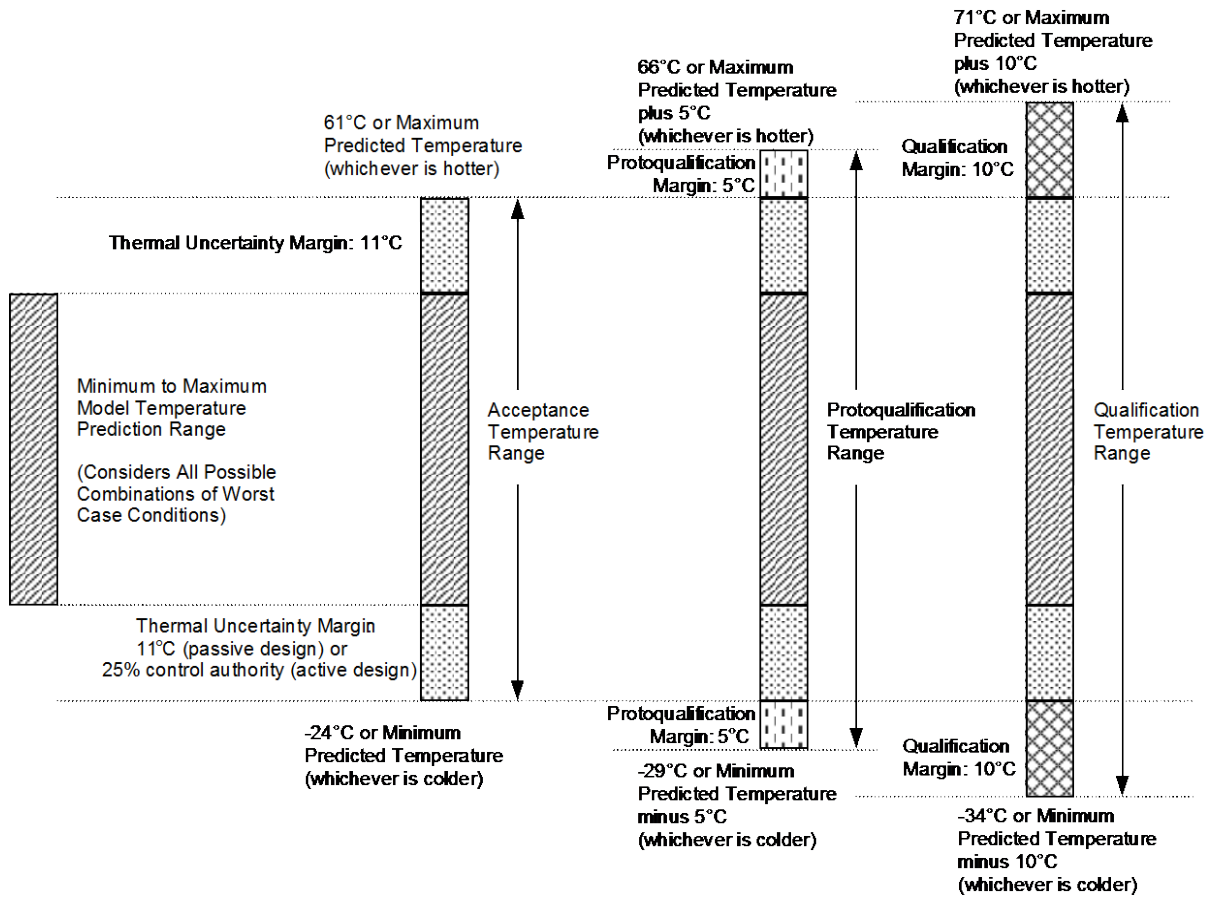 71°C or Maximum
Predicted Temperature
plus 10°C
(whichever is hotter)
66°C or Maximum
Predicted Temperature
plus 5°C
(whichever is hotter)
61°C or Maximum
Predicted Temperature
(whichever is hotter)
Protoqualification
Margin: 5°C
Qualification
Margin: 10°C
Thermal Uncertainty Margin: 11°C
Minimum to Maximum
Model Temperature
Prediction Range
(Considers All Possible
Combinations of Worst
Case Conditions)
Acceptance
Temperature
Range
Protoqualification
Temperature
Range
Qualification
Temperature
Range
Thermal Uncertainty Margin
11°C (passive design) or
25% control authority (active design)
-24°C or Minimum
Predicted Temperature
(whichever is colder)
Protoqualification
Margin: 5°C
-29°C or Minimum
Predicted Temperature
minus 5°C
(whichever is colder)
Qualification
Margin: 10°C
-34°C or Minimum
Predicted Temperature
minus 10°C
(whichever is colder)